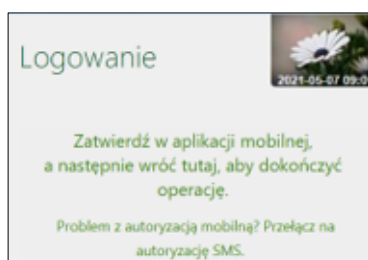 Logowanie
2021-05-07 09:0
Zatwierdź w aplikacji mobilnej,
a następnie wróć tutaj, aby dokończyć
operację.
Problem z autoryzacją mobilną? Przełącz na
autoryzację SMS.